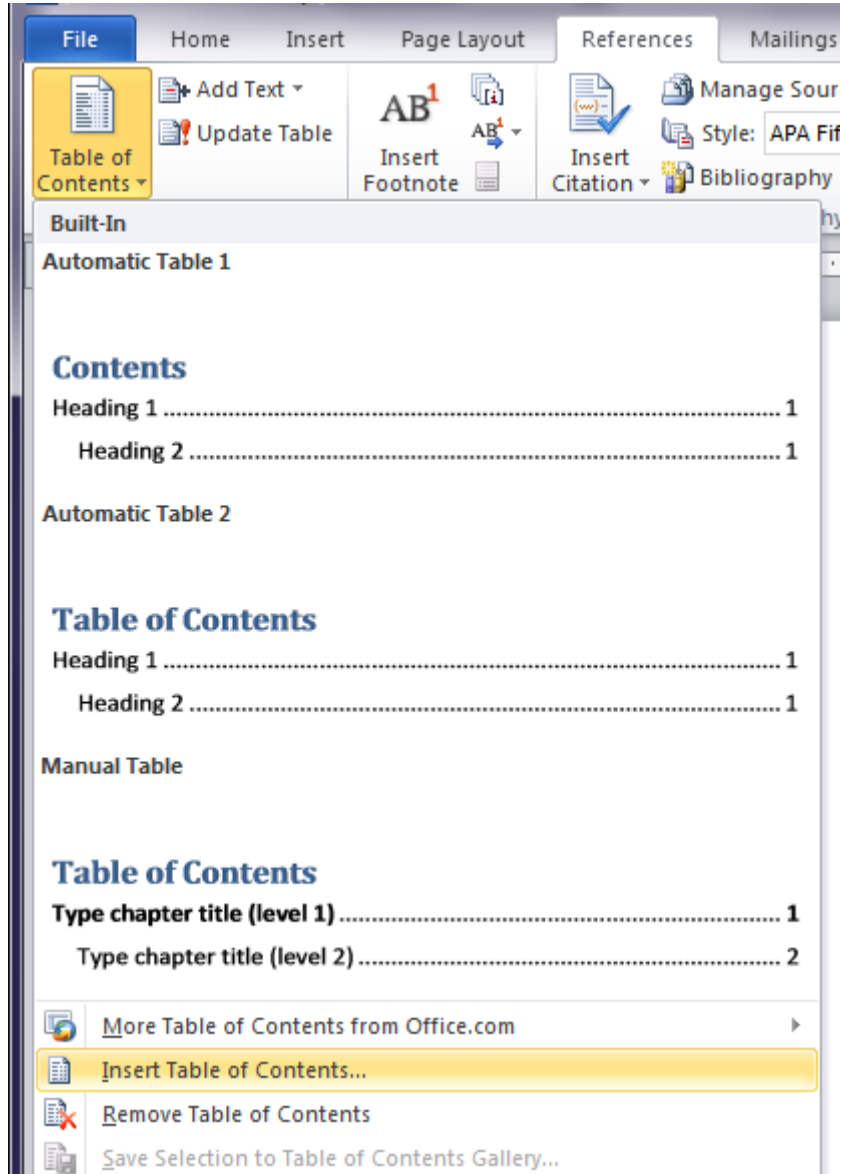 File Home Insert Page Layout References Mailings
Add Text
Update Table
Table of
Contents
AB1
Insert
Footnote
AB1
Insert
Citation
Manage Sour
Style: APA Fif
Bibliography
hy
Built-In
Automatic Table 1
Contents
Heading 1 ........................................................ 1
Heading 2 ........................................................ 1
Automatic Table 2
Table of Contents
Heading 1 ........................................................ 1
Heading 2 ........................................................ 1
Manual Table
Table of Contents
Type chapter title (level 1) ........................................................ 1
Type chapter title (level 2) ........................................................ 2
More Table of Contents from Office.com
Insert Table of Contents...
Remove Table of Contents
Save Selection to Table of Contents Gallery...